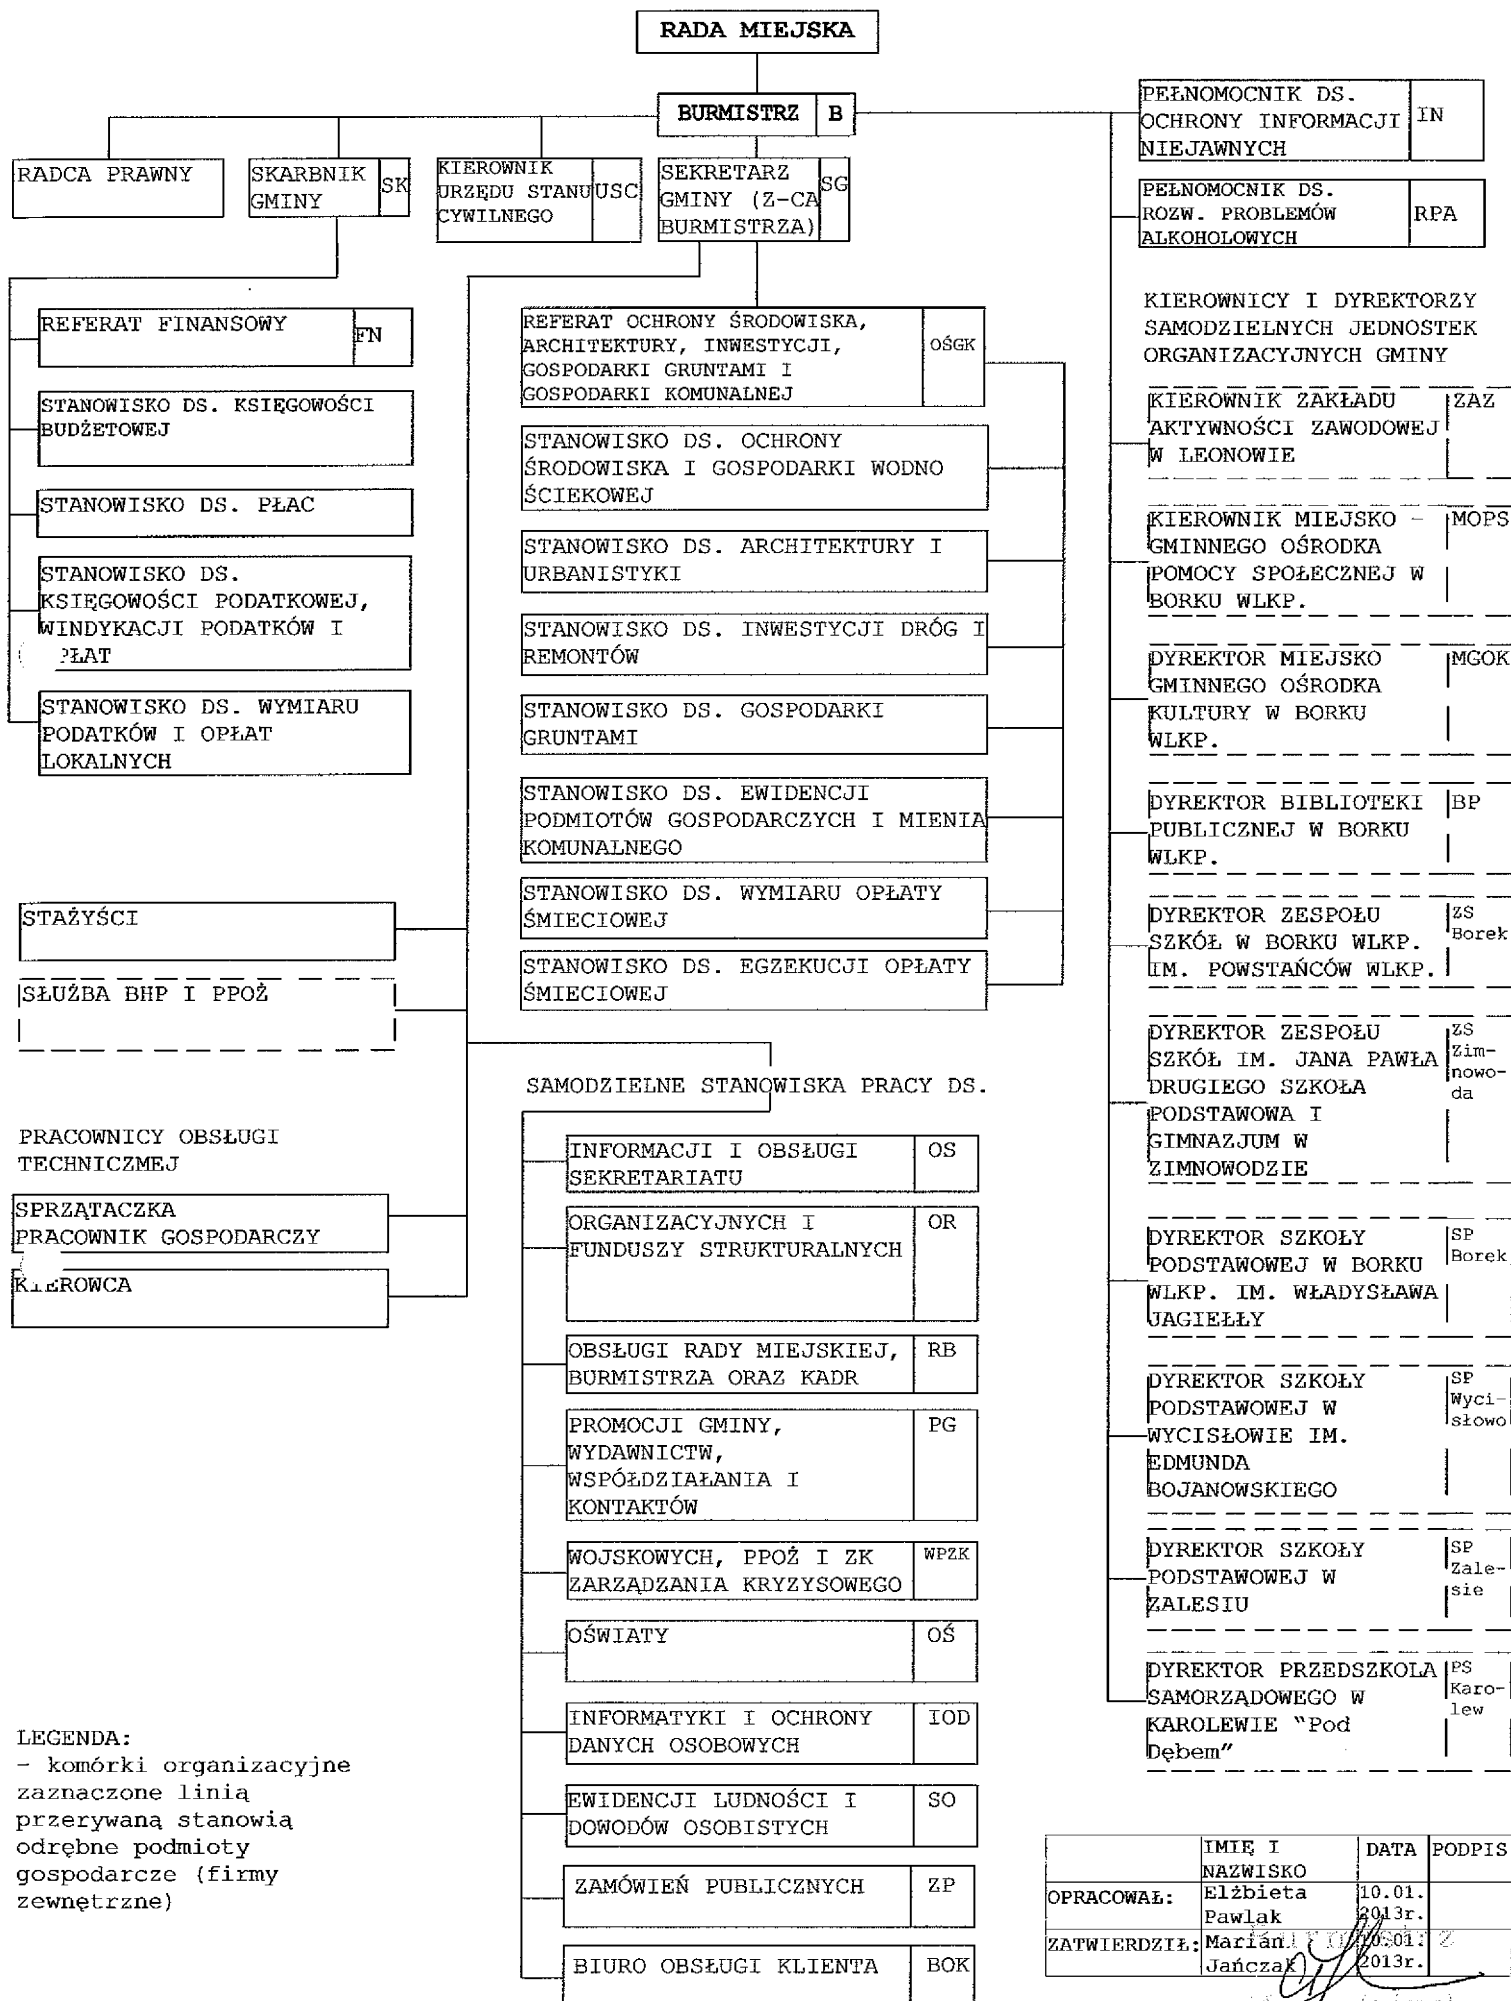 RADA MIEJSKA
BURMISTRZ B
RADCA PRAWNY
SKARBNIK
GMINY
SK
KIEROWNIK
URZĘDU STANU
CYWILNEGO
USC
SEKRETARZ
GMINY (Z-CA
BURMISTRZA)
SG
PEŁNOMOCNIK DS.
OCHRONY INFORMACJI
NIEJAWNYCH
IN
PEŁNOMOCNIK DS.
ROZW. PROBLEMÓW
ALKOHOLOWYCH
RPA
REFERAT FINANSOWY
FN
STANOWISKO DS. KSIĘGOWOŚCI
BUDŻETOWEJ
STANOWISKO DS. PŁAC
STANOWISKO DS.
KSIĘGOWOŚCI PODATKOWEJ,
WINDYKACJI PODATKÓW I
PŁAT
STANOWISKO DS. WYMIARU
PODATKÓW I OPŁAT
LOKALNYCH
STAŻYŚCI
SŁUŻBA BHP I PPOŻ
PRACOWNICY OBSŁUGI
TECHNICZMEJ
SPRZĄTACZKA
PRACOWNIK GOSPODARCZY
KIEROWCA
REFERAT OCHRONY ŚRODOWISKA,
ARCHITEKTURY, INWESTYCJI,
GOSPODARKI GRUNTAMI I
GOSPODARKI KOMUNALNEJ
OŚGK
STANOWISKO DS. OCHRONY
ŚRODOWISKA I GOSPODARKI WODNO
ŚCIEKOWEJ
STANOWISKO DS. ARCHITEKTURY I
URBANISTYKI
STANOWISKO DS. INWESTYCJI DRÓG I
REMONTÓW
STANOWISKO DS. GOSPODARKI
GRUNTAMI
STANOWISKO DS. EWIDENCJI
PODMIOTÓW GOSPODARCZYCH I MIENIA
KOMUNALNEGO
STANOWISKO DS. WYMIARU OPŁATY
ŚMIECIOWEJ
STANOWISKO DS. EGZEKUCJI OPŁATY
ŚMIECIOWEJ
SAMODZIELNE STANOWISKA PRACY DS.
INFORMACJI I OBSŁUGI
SEKRETARIATU
OS
ORGANIZACYJNYCH I
FUNDUSZY STRUKTURALNYCH
OR
OBSŁUGI RADY MIEJSKIEJ,
BURMISTRZA ORAZ KADR
RB
PROMOCJI GMINY,
WYDAWNICTW,
WSPÓŁDZIAŁANIA I
KONTAKTÓW
PG
WOJSKOWYCH, PPOŻ I ZK
ZARZĄDZANIA KRYZYSOWEGO
WPZK
OŚWIATY
OŚ
INFORMATYKI I OCHRONY
DANYCH OSOBOWYCH
IOD
EWIDENCJI LUDNOŚCI I
DOWODÓW OSOBISTYCH
SO
ZAMÓWIEŃ PUBLICZNYCH
ZP
BIURO OBSŁUGI KLIENTA
BOK
KIEROWNICY I DYREKTORZY
SAMODZIELNYCH JEDNOSTEK
ORGANIZACYJNYCH GMINY
KIEROWNIK ZAKŁADU
AKTYWNOŚCI ZAWODOWEJ
W LEONOWIE
ZAZ
KIEROWNIK MIEJSKO -
GMINNEGO OŚRODKA
POMOCY SPOŁECZNEJ W
BORKU WLKP.
MOPS
DYREKTOR MIEJSKO
GMINNEGO OŚRODKA
KULTURY W BORKU
WLKP.
MGOK
DYREKTOR BIBLIOTEKI
PUBLICZNEJ W BORKU
WLKP.
BP
DYREKTOR ZESPOŁU
SZKÓŁ W BORKU WLKP.
IM. POWSTAŃCÓW WLKP.
ZS
Borek
DYREKTOR ZESPOŁU
SZKÓŁ IM. JANA PAWŁA
DRUGIEGO SZKOŁA
PODSTAWOWA I
GIMNAZJUM W
ZIMNOWODZIE
ZS
Zim-
nowo-
da
DYREKTOR SZKOŁY
PODSTAWOWEJ W BORKU
WLKP. IM. WŁADYSŁAWA
JAGIEŁŁY
SP
Borek
DYREKTOR SZKOŁY
PODSTAWOWEJ W
WYCISŁOWIE IM.
EDMUNDA
BOJANOWSKIEGO
SP
Wyci-
słowo
DYREKTOR SZKOŁY
PODSTAWOWEJ W
ZALESIU
SP
Zale-
sie
DYREKTOR PRZEDSZKOLA
SAMORZĄDOWEGO W
KAROLEWIE "Pod
Dębem"
PS
Karo-
lew
LEGENDA:
- komórki organizacyjne
zaznaczone linią
przerywaną stanowią
odrębne podmioty
gospodarcze (firmy
zewnętrzne)
IMIĘ I
NAZWISKO
DATA PODPIS
OPRACOWAŁ:
Elżbieta
Pawlak
10.01.
2013r.
ZATWIERDZIŁ:
Marian
Jańczak
10.01.
2013r.
Burmistrz